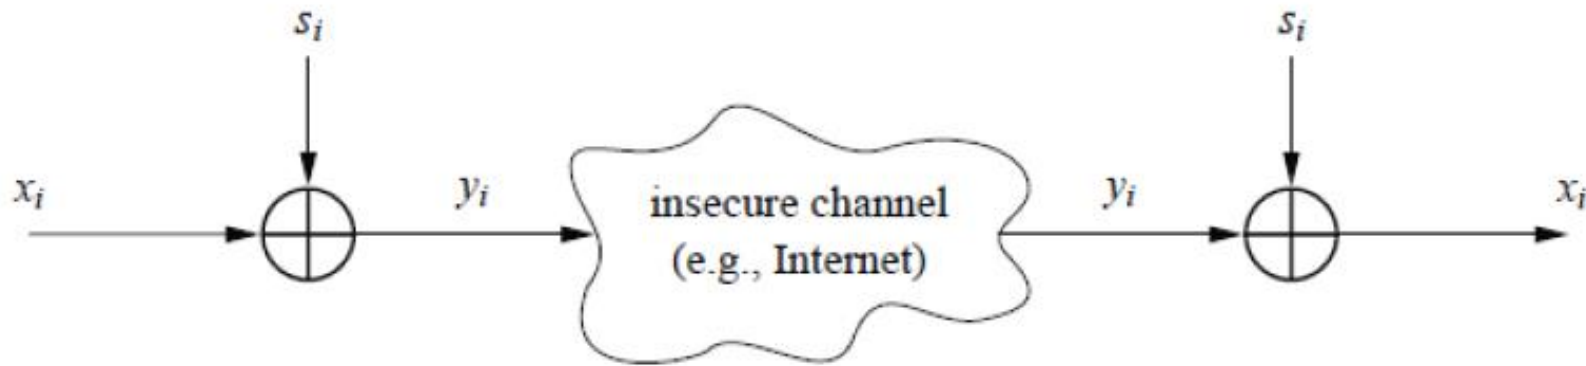 s_i
s_i
x_i
y_i
insecure channel
(e.g., Internet)
y_i
x_i